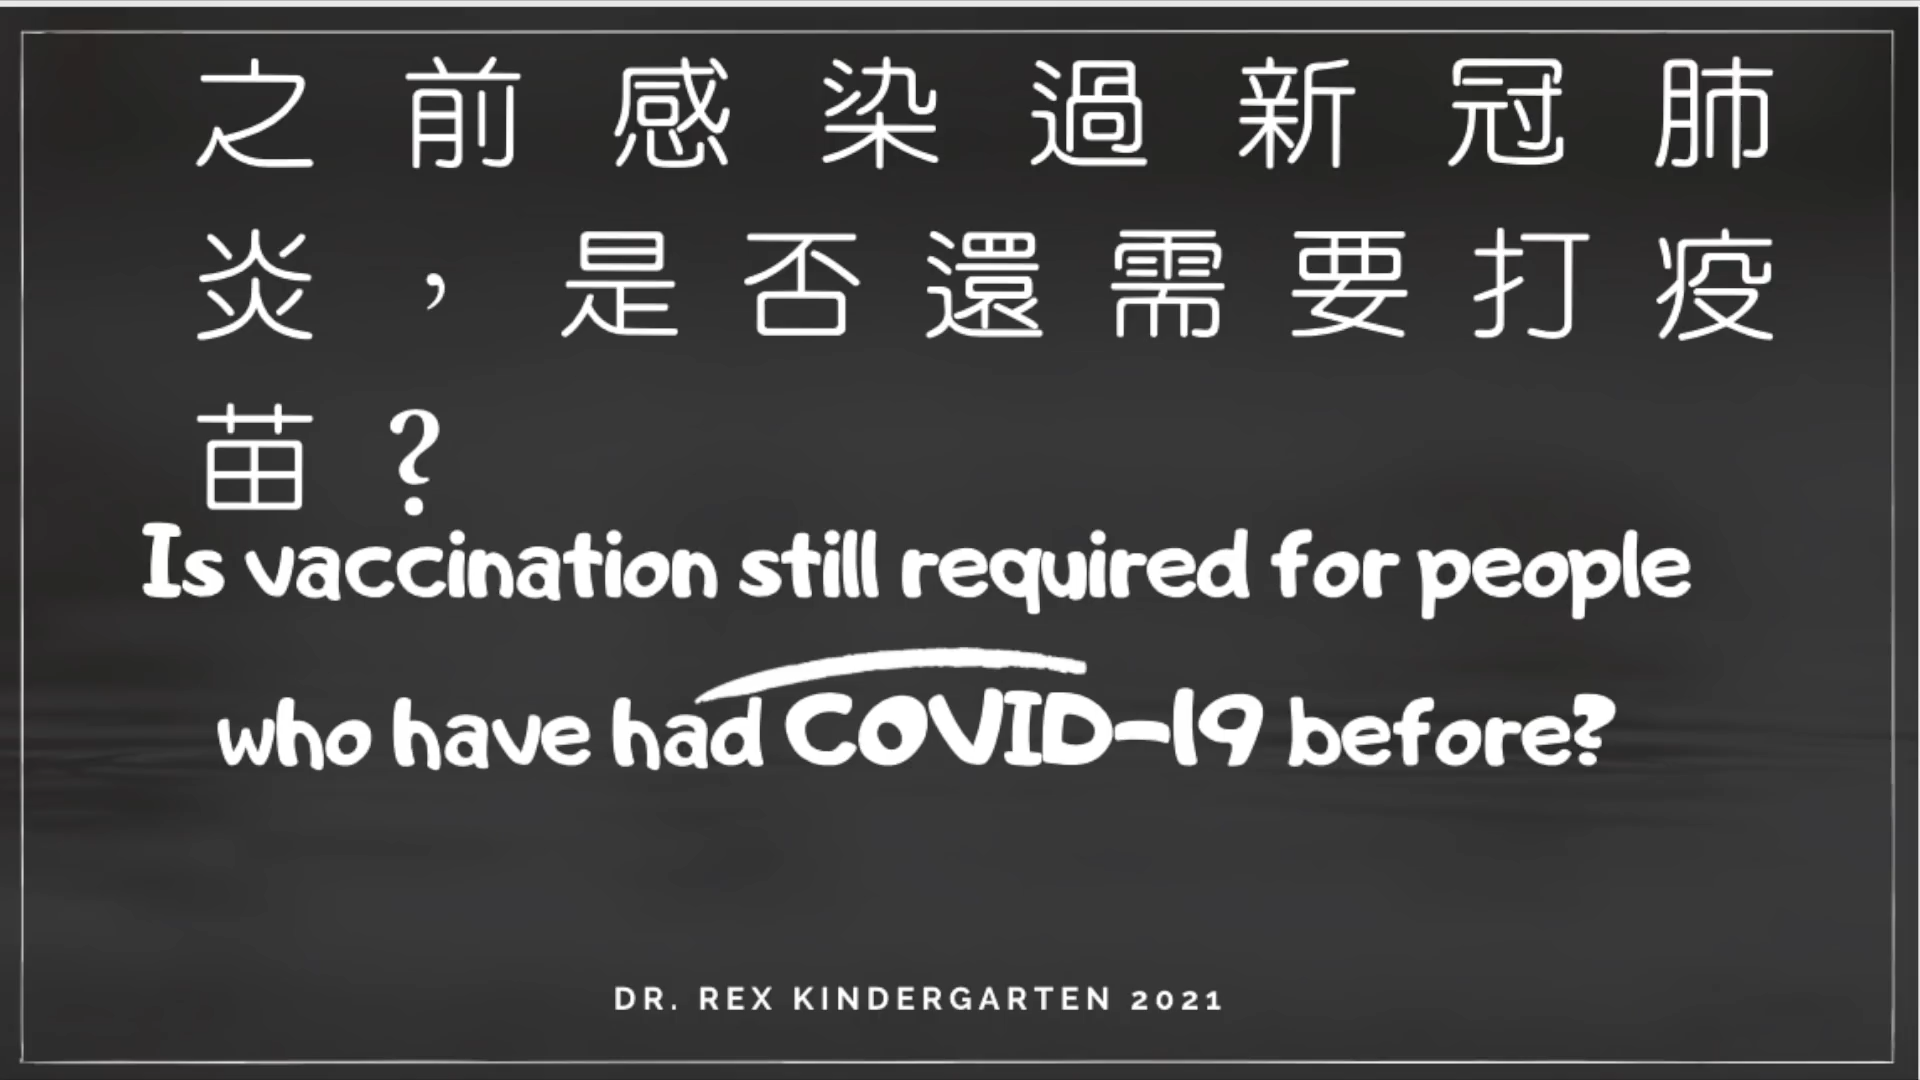 之前感染過新冠肺
炎，是否還需要打疫
苗？
Is vaccination still required for people
who have had COVID-19 before?
DR. REX KINDERGARTEN 2021